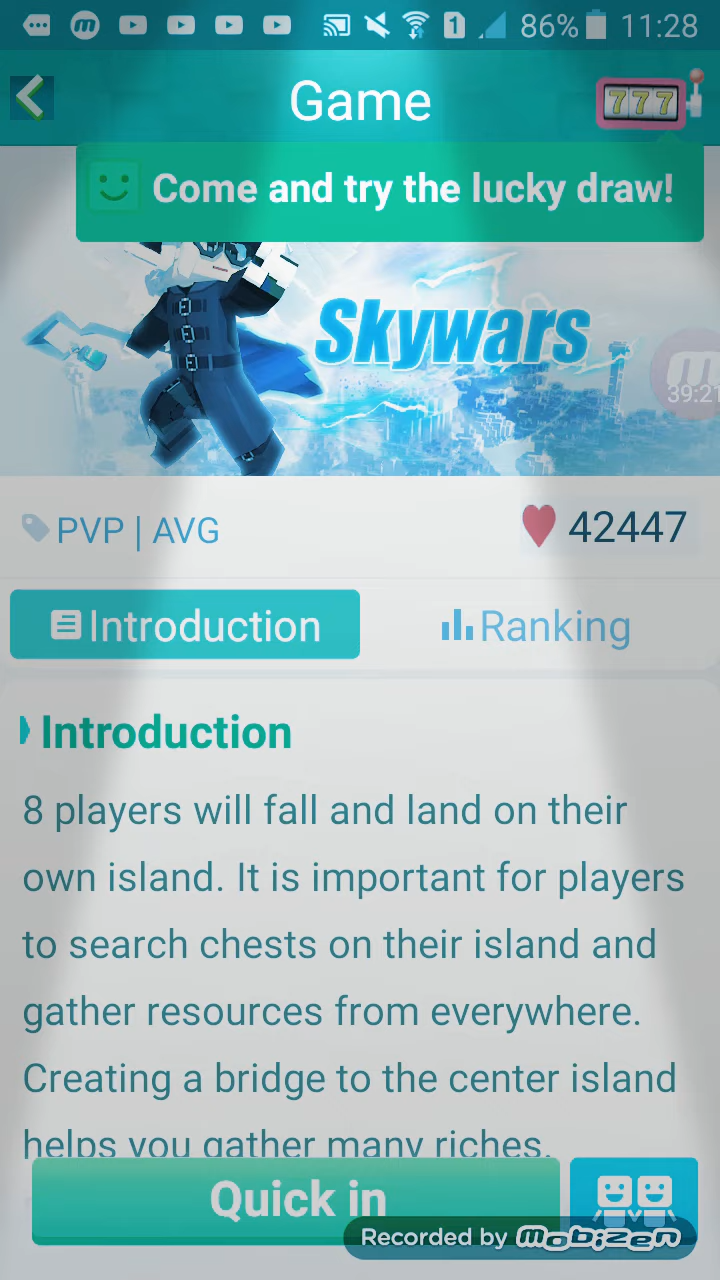 1 86% 11:28
Game
777
Come and try the lucky draw!
Skywars
39:21
PVP | AVG
42447
Introduction
Ranking
Introduction
8 players will fall and land on their
own island. It is important for players
to search chests on their island and
gather resources from everywhere.
Creating a bridge to the center island
helps you gather many riches.
Quick in
Recorded by mobizen